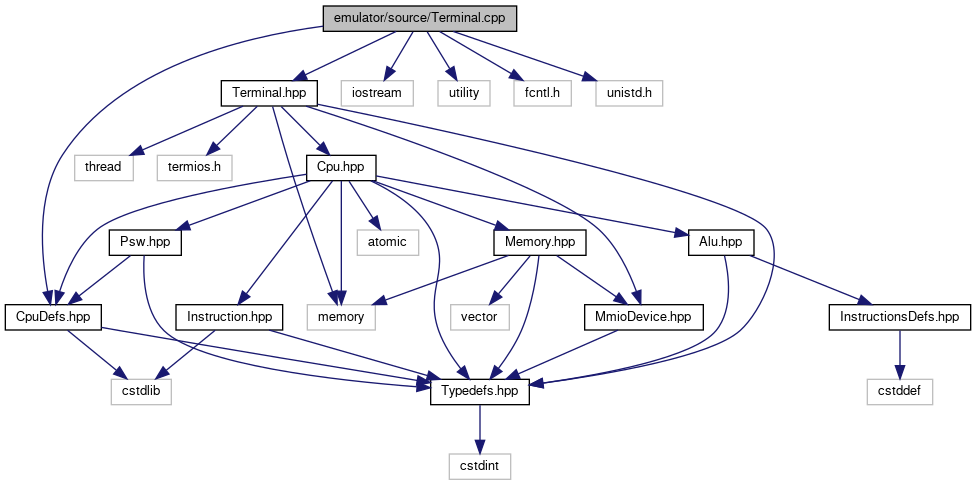 emulator/source/Terminal.cpp
Terminal.hpp
iostream
utility
fcntl.h
unistd.h
thread
termios.h
Cpu.hpp
Psw.hpp
atomic
Memory.hpp
Alu.hpp
CpuDefs.hpp
Instruction.hpp
memory
vector
MmioDevice.hpp
InstructionsDefs.hpp
cstdlib
Typedefs.hpp
cstddef
cstdint